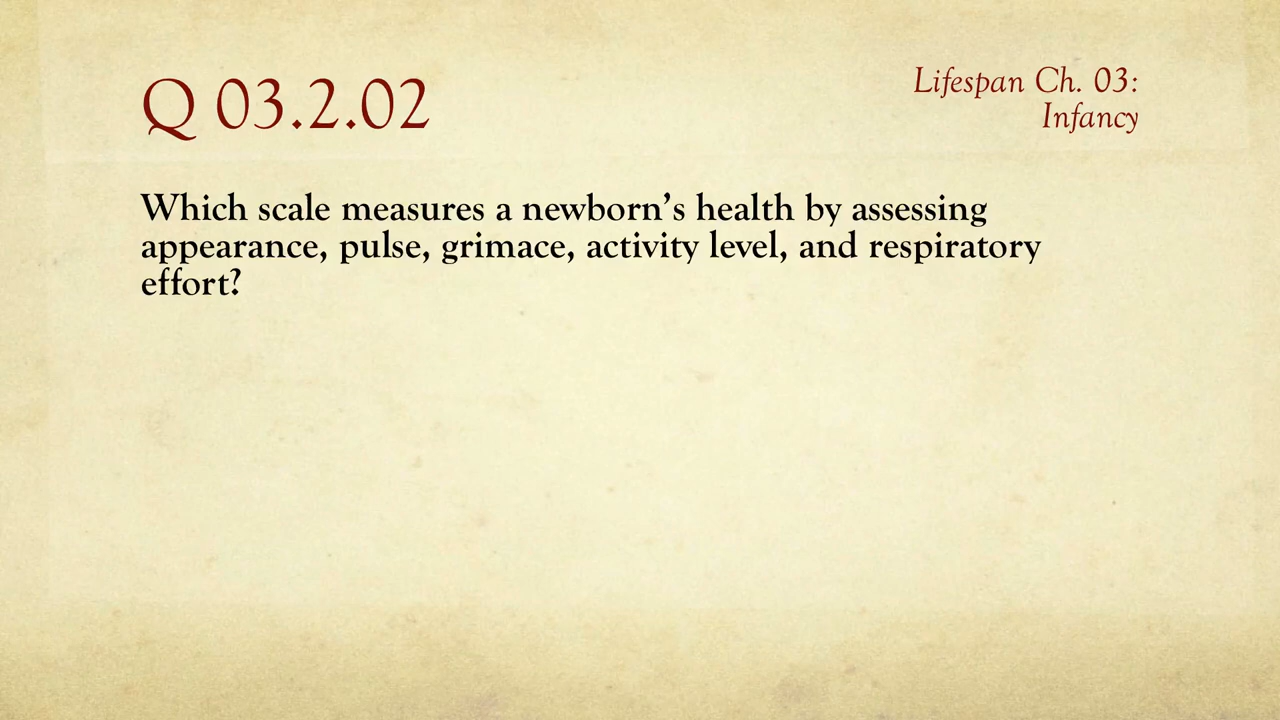 Q 03.2.02
Lifespan Ch. 03:
Infancy
Which scale measures a newborn’s health by assessing
appearance, pulse, grimace, activity level, and respiratory
effort?